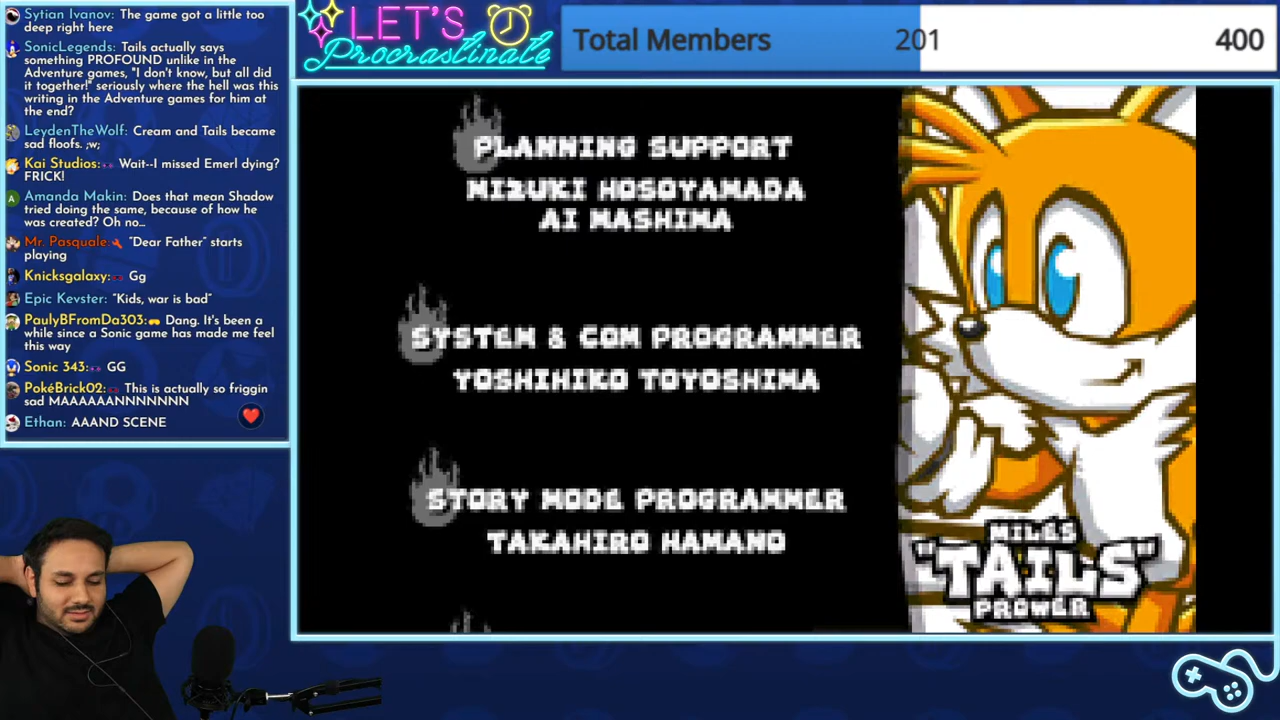 Sytian Ivanov: The game got a little too
deep right here
SonicLegends: Tails actually says
something PROFOUND unlike in the
Adventure games, "I don't know, but all did
it together!" seriously where the hell was this
writing in the Adventure games for him at
the end?
LeydenTheWolf: Cream and Tails became
sad floofs. ;w;
Kai Studios: Wait--I missed Emerl dying?
FRICK!
A Amanda Makin: Does that mean Shadow
tried doing the same, because of how he
was created? Oh no...
Mr. Pasquale: "Dear Father" starts
playing
Knicksgalaxy: Gg
Epic Kevster: "Kids, war is bad"
PaulyBFromDa303: Dang. It's been a
while since a Sonic game has made me feel
this way
Sonic 343: GG
PokéBrick02: This is actually so friggin
sad MAAAAAANNNNNNN
Ethan: AAAND SCENE
LET'S
Procrastinate
Total Members 201 400
PLANNING SUPPORT
MIZUKI HOSOYAMADA
AI MASHIMA
SYSTEM & COM PROGRAMMER
YOSHIHIKO TOYOSHIMA
STORY MODE PROGRAMMER
TAKAHIRO HAMANO
MILES
"TAILS"
PROWER